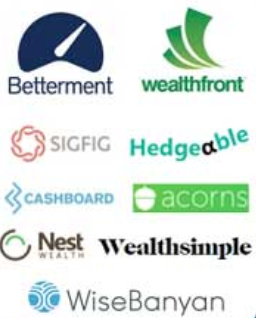 Betterment wealthfront
SIGFIG Hedgeable
CASHBOARD acorns
Nest WEALTH Wealthsimple
WiseBanyan